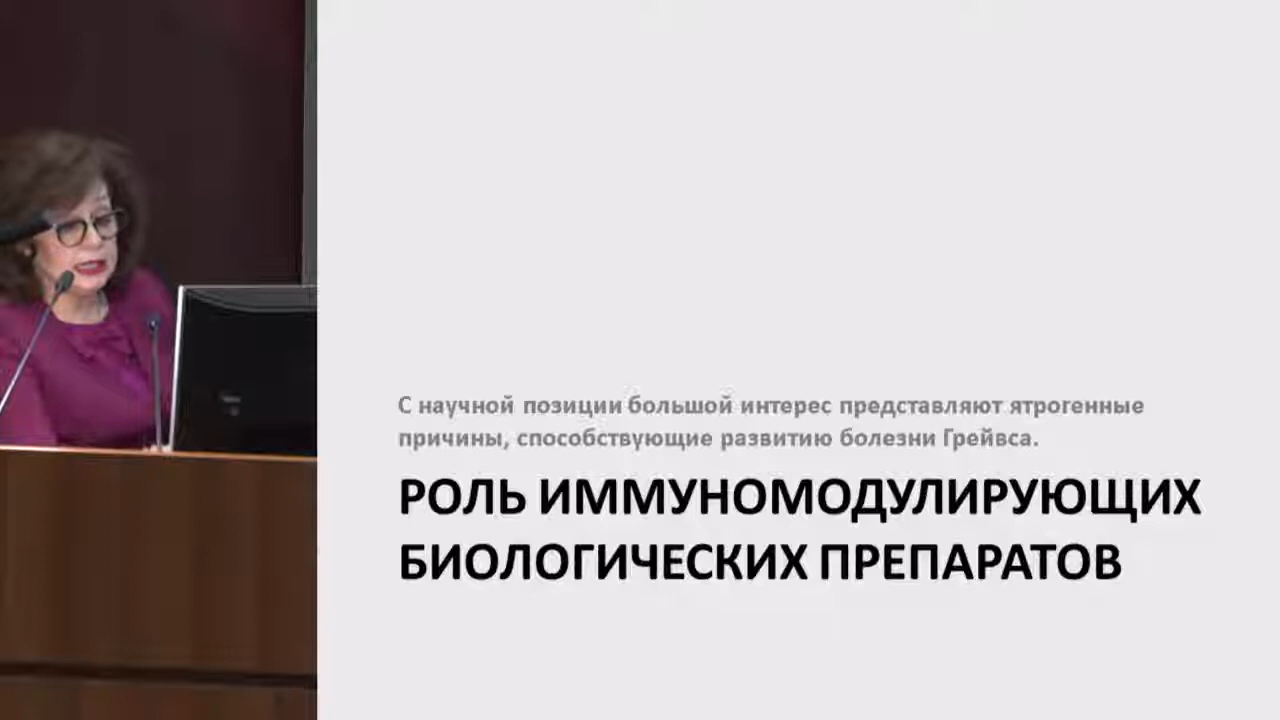 С научной позиции большой интерес представляют ятрогенные
причины, способствующие развитию болезни Грейвса.
РОЛЬ ИММУНОМОДУЛИРУЮЩИХ
БИОЛОГИЧЕСКИХ ПРЕПАРАТОВ